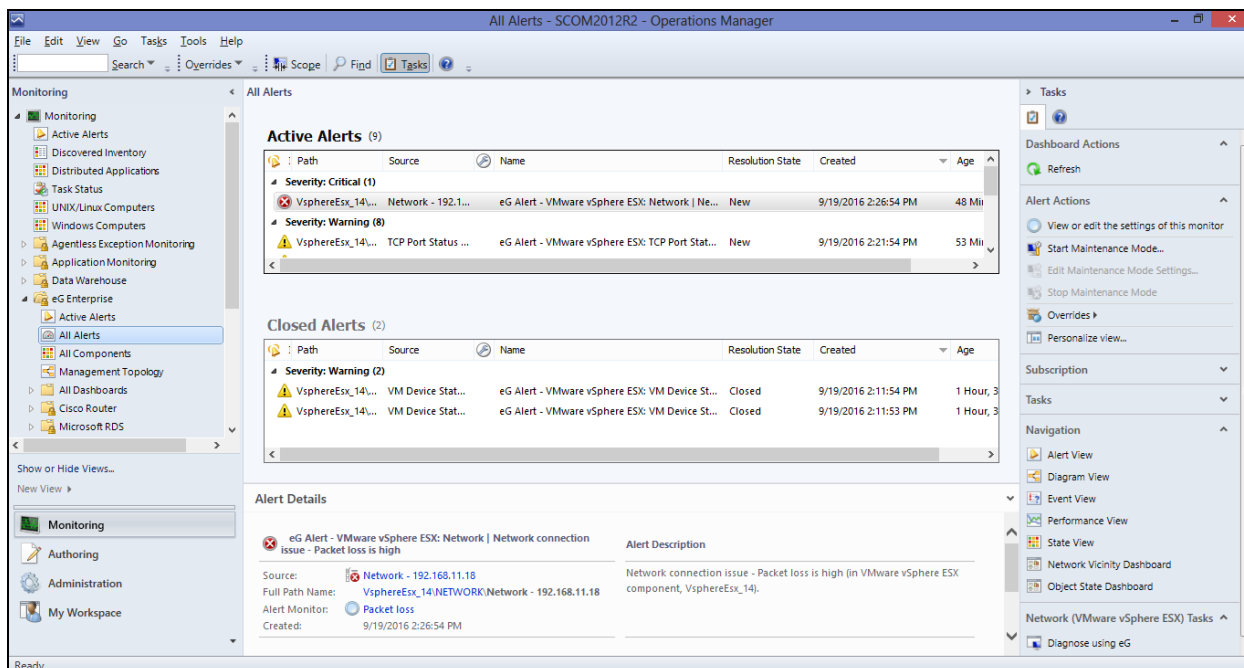 All Alerts - SCOM2012R2 - Operations Manager
File Edit View Go Tasks Tools Help
Search Overrides Scope Find Tasks
Monitoring
Monitoring
Active Alerts
Discovered Inventory
Distributed Applications
Task Status
UNIX/Linux Computers
Windows Computers
Agentless Exception Monitoring
Application Monitoring
Data Warehouse
eG Enterprise
Active Alerts
All Alerts
All Components
Management Topology
All Dashboards
Cisco Router
Microsoft RDS
Show or Hide Views...
New View
Monitoring
Authoring
Administration
My Workspace
Ready
All Alerts
Active Alerts (9)
Path Source Name Resolution State Created Age
Severity: Critical (1)
VsphereEsx_14\... Network - 192.1... eG Alert - VMware vSphere ESX: Network | Ne... New 9/19/2016 2:26:54 PM 48 Min
Severity: Warning (8)
VsphereEsx_14\... TCP Port Status ... eG Alert - VMware vSphere ESX: TCP Port Stat... New 9/19/2016 2:21:54 PM 53 Min
Closed Alerts (2)
Path Source Name Resolution State Created Age
Severity: Warning (2)
VsphereEsx_14\... VM Device Stat... eG Alert - VMware vSphere ESX: VM Device St... Closed 9/19/2016 2:11:54 PM 1 Hour, 3
VsphereEsx_14\... VM Device Stat... eG Alert - VMware vSphere ESX: VM Device St... Closed 9/19/2016 2:11:53 PM 1 Hour, 3
Alert Details
eG Alert - VMware vSphere ESX: Network | Network connection
issue - Packet loss is high
Source: Network - 192.168.11.18
Full Path Name: VsphereEsx_14\NETWORK\Network - 192.168.11.18
Alert Monitor: Packet loss
Created: 9/19/2016 2:26:54 PM
Alert Description
Network connection issue - Packet loss is high (in VMware vSphere ESX
component, VsphereEsx_14).
Tasks
Dashboard Actions
Refresh
Alert Actions
View or edit the settings of this monitor
Start Maintenance Mode...
Edit Maintenance Mode Settings...
Stop Maintenance Mode
Overrides
Personalize view...
Subscription
Tasks
Navigation
Alert View
Diagram View
Event View
Performance View
State View
Network Vicinity Dashboard
Object State Dashboard
Network (VMware vSphere ESX) Tasks
Diagnose using eG